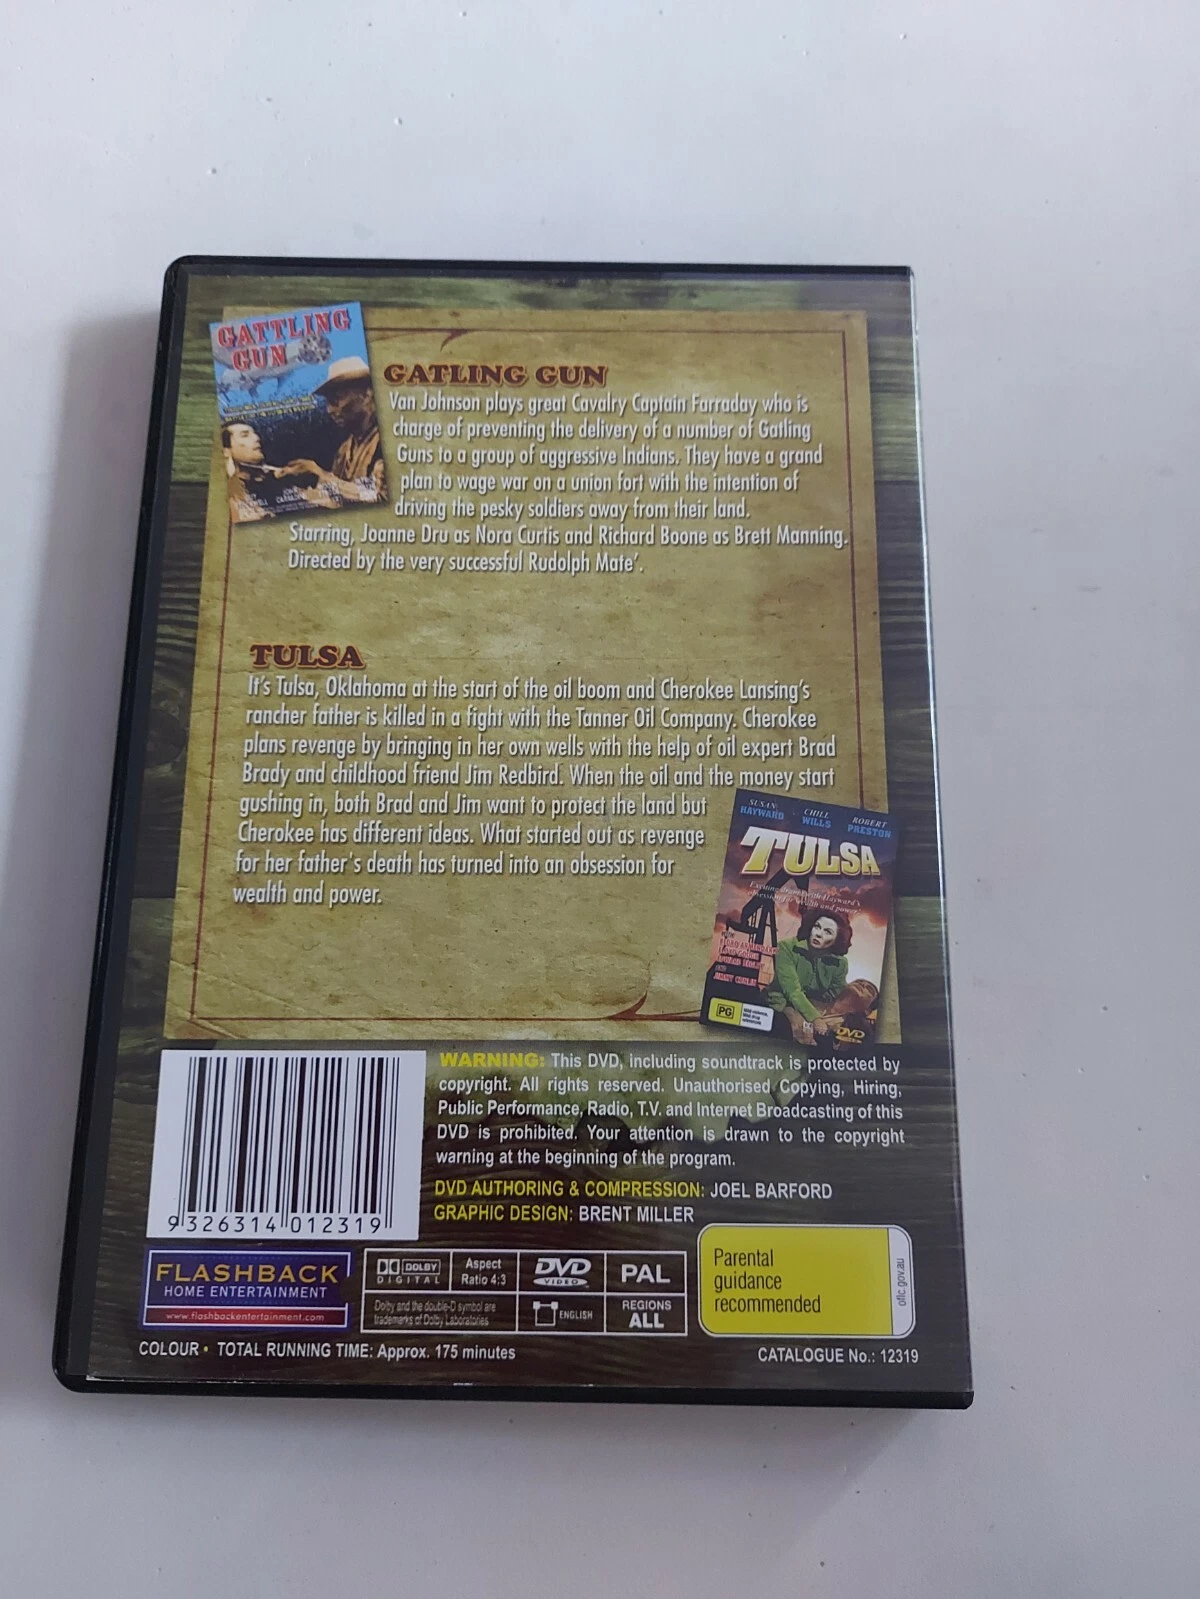 GATTLING
GUN
GATLING GUN
Van Johnson plays great Cavalry Captain Farraday who is
charge of preventing the delivery of a number of Gatling
Guns to a group of aggressive Indians. They have a grand
plan to wage war on a union fort with the intention of
driving the pesky soldiers away from their land.
Starring, Joanne Dru as Nora Curtis and Richard Boone as Brett Manning.
Directed by the very successful Rudolph Mate'.
TULSA
It's Tulsa, Oklahoma at the start of the oil boom and Cherokee Lansing's
rancher father is killed in a fight with the Tanner Oil Company. Cherokee
plans revenge by bringing in her own wells with the help of oil expert Brad
Brady and childhood friend Jim Redbird. When the oil and the money start
gushing in, both Brad and Jim want to protect the land but
Cherokee has different ideas. What started out as revenge
for her father's death has turned into an obsession for
wealth and power.
SUSAN HAYWARD CHILL WILLS ROBERT PRESTON
TULSA
PG
DVD
WARNING: This DVD, including soundtrack is protected by
copyright. All rights reserved. Unauthorised Copying, Hiring,
Public Performance, Radio, T.V. and Internet Broadcasting of this
DVD is prohibited. Your attention is drawn to the copyright
warning at the beginning of the program.
DVD AUTHORING & COMPRESSION: JOEL BARFORD
GRAPHIC DESIGN: BRENT MILLER
9 326314 012319
FLASHBACK
HOME ENTERTAINMENT
www.flashbackentertainment.com
DOLBY
DIGITAL
Aspect
Ratio 4:3
DVD
VIDEO
PAL
Dolby and the double-D symbol are
trademarks of Dolby Laboratories
ENGLISH
REGIONS
ALL
Parental
guidance
recommended
oflc.gov.au
COLOUR • TOTAL RUNNING TIME: Approx. 175 minutes
CATALOGUE No.: 12319